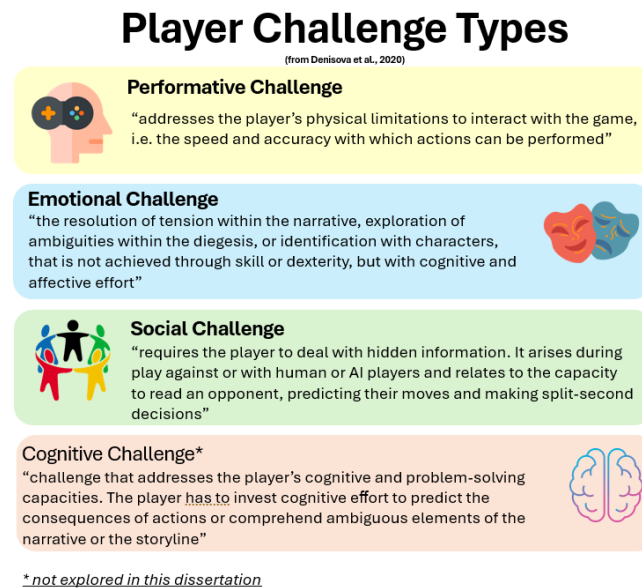 Player Challenge Types
(from Denisova et al., 2020)
Performative Challenge
“addresses the player’s physical limitations to interact with the game,
i.e. the speed and accuracy with which actions can be performed”
Emotional Challenge
“the resolution of tension within the narrative, exploration of
ambiguities within the diegesis, or identification with characters,
that is not achieved through skill or dexterity, but with cognitive and
affective effort”
Social Challenge
“requires the player to deal with hidden information. It arises during
play against or with human or AI players and relates to the capacity
to read an opponent, predicting their moves and making split-second
decisions”
Cognitive Challenge*
“challenge that addresses the player’s cognitive and problem-solving
capacities. The player has to invest cognitive effort to predict the
consequences of actions or comprehend ambiguous elements of the
narrative or the storyline”
* not explored in this dissertation